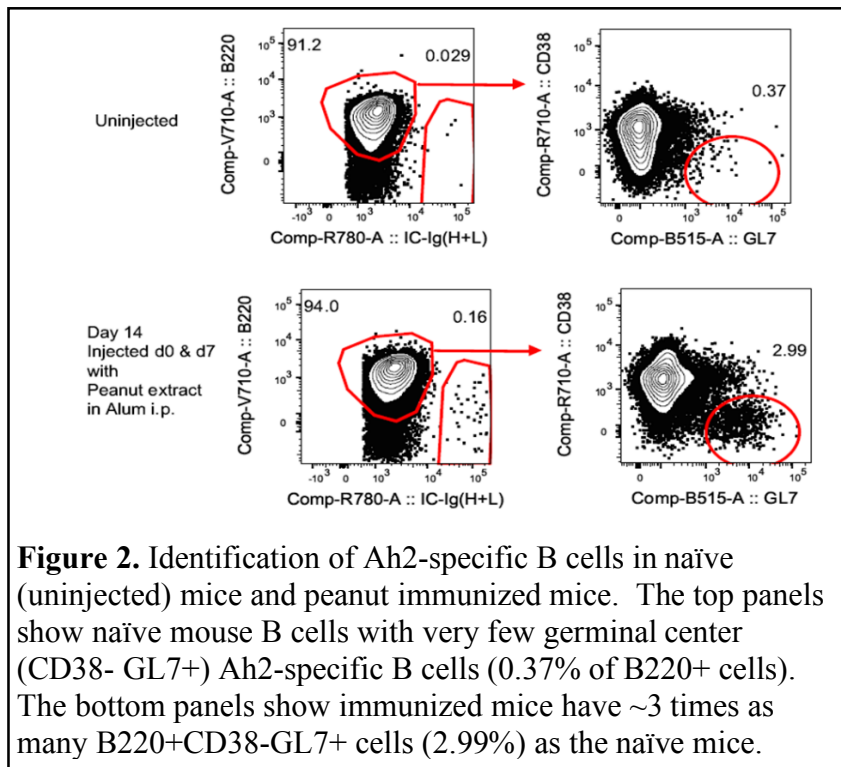 Uninjected
Comp-V710-A :: B220
10^5
10^4
10^3
0
91.2
0.029
-10^3 0 10^3 10^4 10^5
Comp-R780-A :: IC-Ig(H+L)
Comp-R710-A :: CD38
10^5
10^4
10^3
0
0.37
0 10^3 10^4 10^5
Comp-B515-A :: GL7
Day 14
Injected d0 & d7
with
Peanut extract
in Alum i.p.
Comp-V710-A :: B220
10^5
10^4
10^3
0
94.0
0.16
-10^3 0 10^3 10^4 10^5
Comp-R780-A :: IC-Ig(H+L)
Comp-R710-A :: CD38
10^5
10^4
10^3
0
2.99
0 10^3 10^4 10^5
Comp-B515-A :: GL7
Figure 2. Identification of Ah2-specific B cells in naïve
(uninjected) mice and peanut immunized mice. The top panels
show naïve mouse B cells with very few germinal center
(CD38- GL7+) Ah2-specific B cells (0.37% of B220+ cells).
The bottom panels show immunized mice have ~3 times as
many B220+CD38-GL7+ cells (2.99%) as the naïve mice.